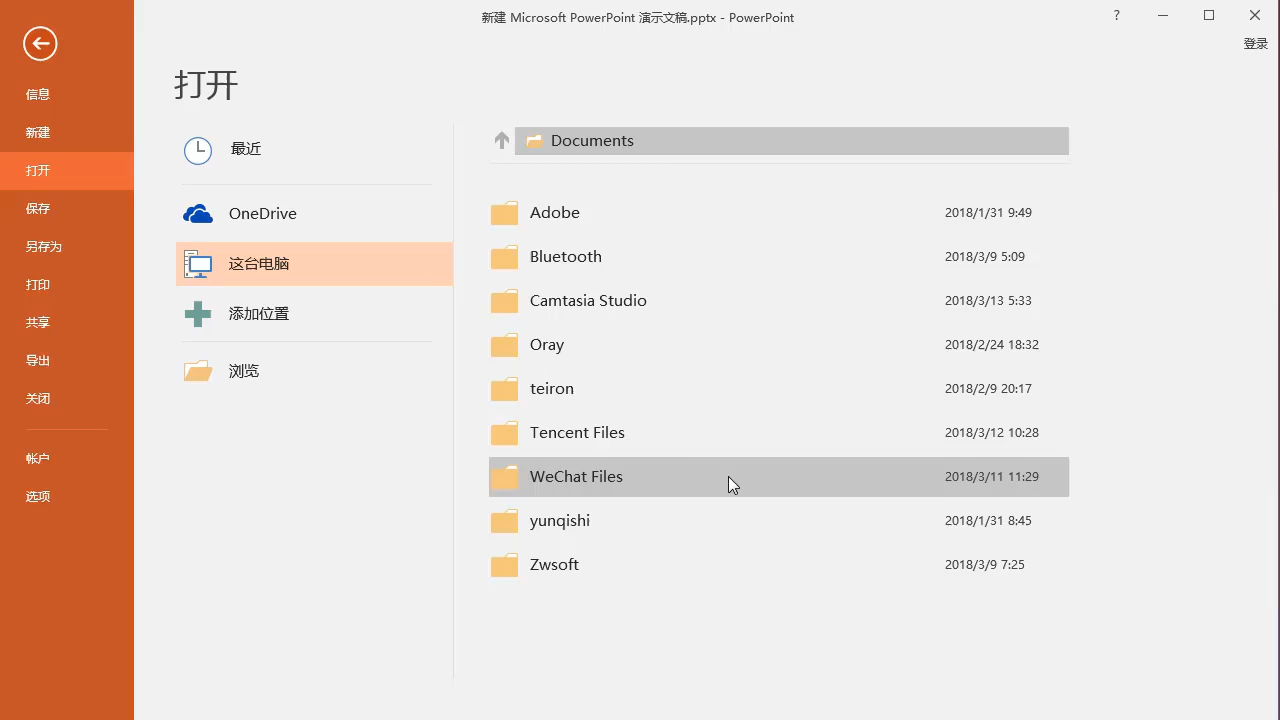 新建 Microsoft PowerPoint 演示文稿.pptx - PowerPoint
?
登录
信息
新建
打开
保存
另存为
打印
共享
导出
关闭
帐户
选项
打开
最近
OneDrive
这台电脑
添加位置
浏览
Documents
Adobe 2018/1/31 9:49
Bluetooth 2018/3/9 5:09
Camtasia Studio 2018/3/13 5:33
Oray 2018/2/24 18:32
teiron 2018/2/9 20:17
Tencent Files 2018/3/12 10:28
WeChat Files 2018/3/11 11:29
yunqishi 2018/1/31 8:45
Zwsoft 2018/3/9 7:25